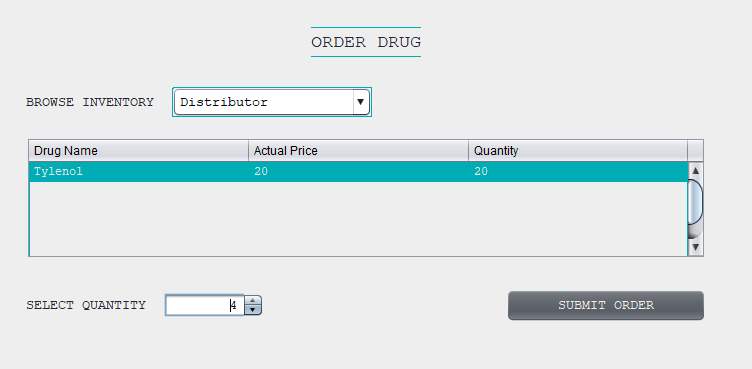 ORDER DRUG
BROWSE INVENTORY Distributor
Drug Name Actual Price Quantity
Tylenol 20 20
SELECT QUANTITY 4 SUBMIT ORDER